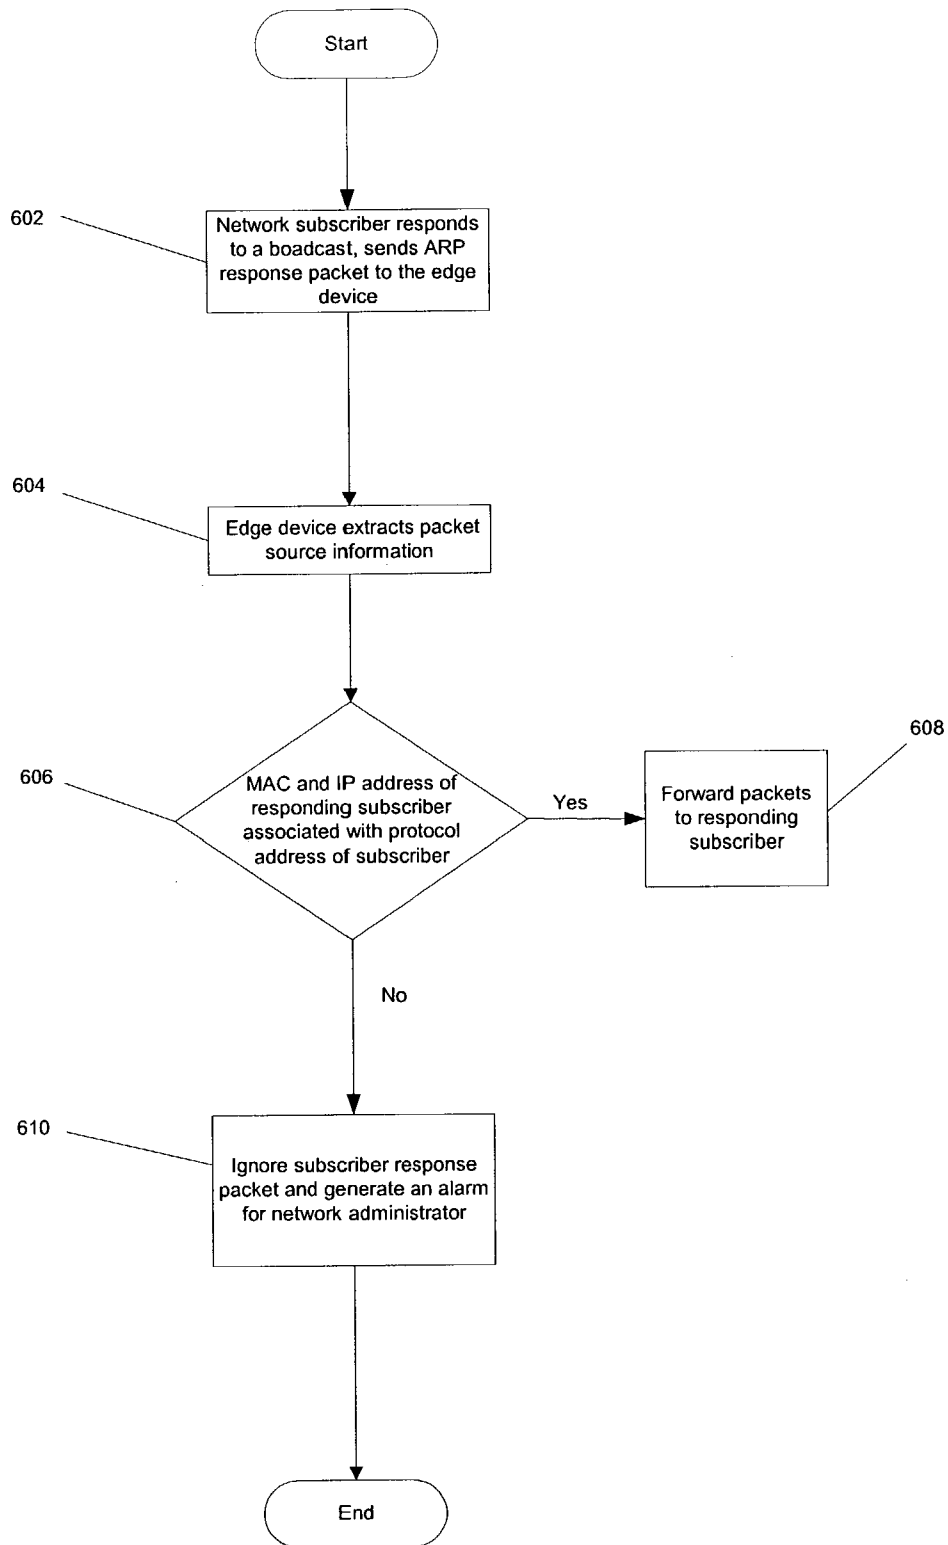 Start
602
Network subscriber responds
to a boadcast, sends ARP
response packet to the edge
device
604
Edge device extracts packet
source information
606
MAC and IP address of
responding subscriber
associated with protocol
address of subscriber
Yes
608
Forward packets
to responding
subscriber
No
610
Ignore subscriber response
packet and generate an alarm
for network administrator
End